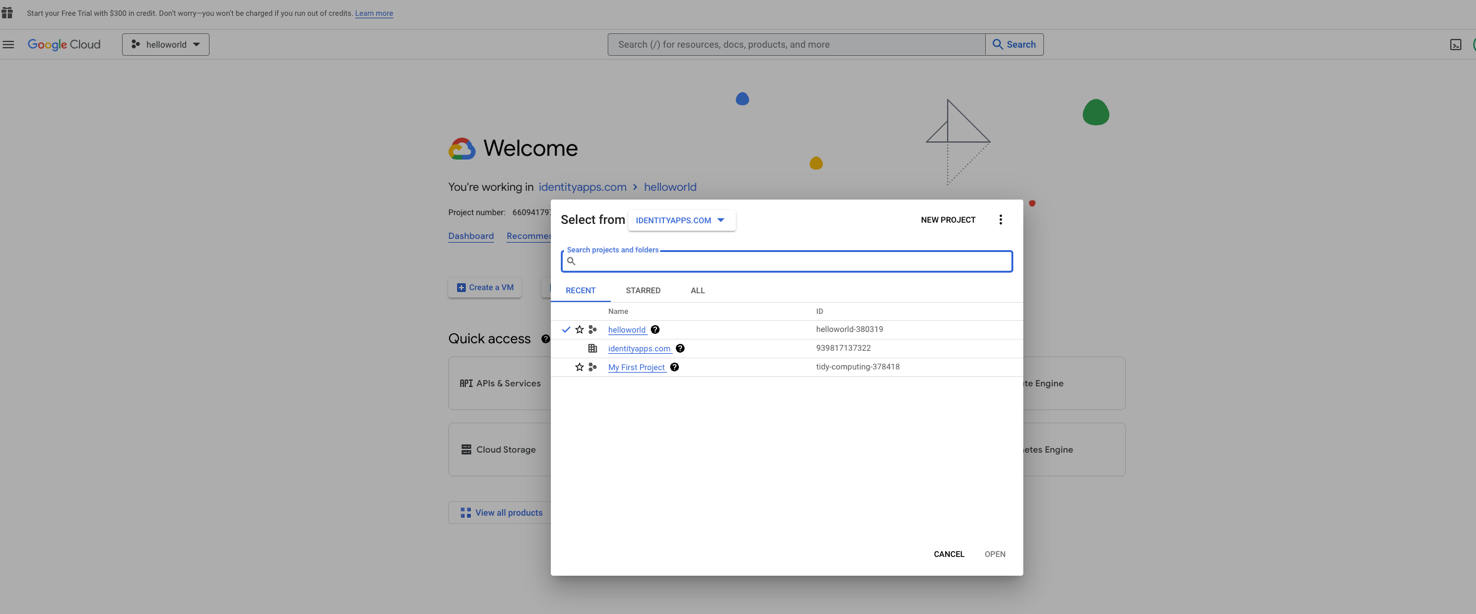 Start your Free Trial with $300 in credit. Don't worry—you won't be charged if you run out of credits. Learn more
Google Cloud
helloworld
Search (/) for resources, docs, products, and more
Search
Welcome
You're working in identityapps.com > helloworld
Project number: 66094179
Dashboard
Create a VM
Quick access
API APIs & Services
te Engine
Cloud Storage
etes Engine
View all products
Select from IDENTITYAPPS.COM
NEW PROJECT
Search projects and folders
RECENT STARRED ALL
Name ID
helloworld helloworld-380319
identityapps.com 939817137322
My First Project tidy-computing-378418
CANCEL OPEN